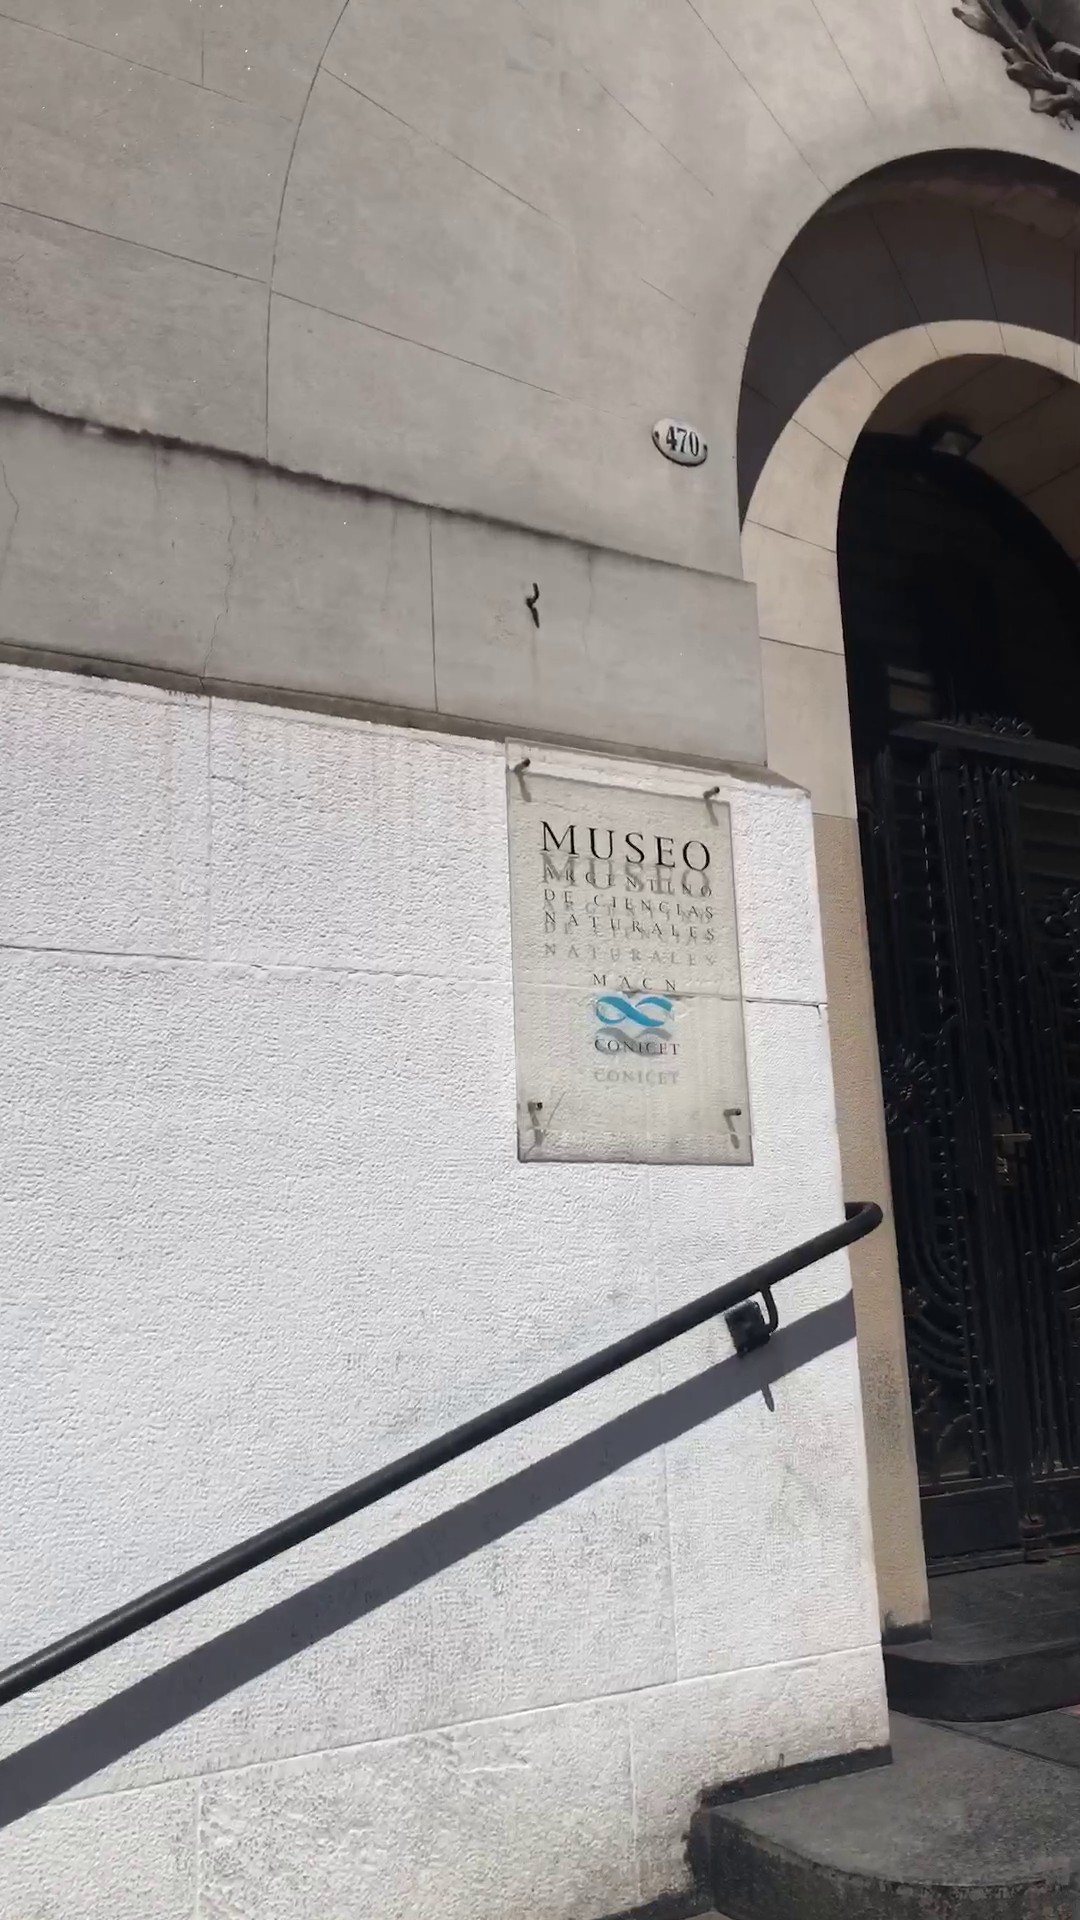 470
MUSEO
ARGENTINO
DE CIENCIAS
NATURALES
MACN
CONICET